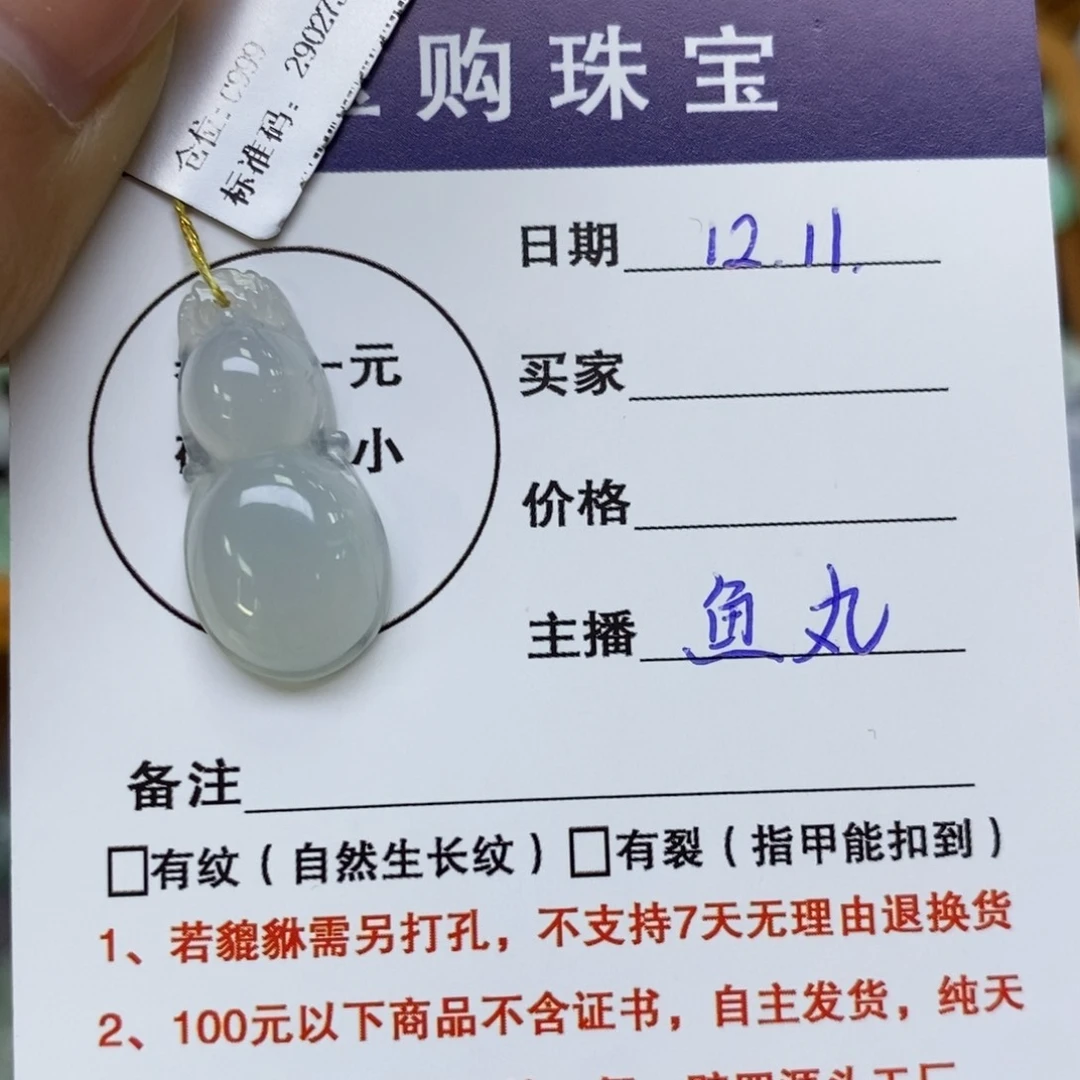 购珠宝
仓位:C999
标准码:29027
日期 12.11.
一元
买家
小
价格
主播 鱼丸
备注
□有纹(自然生长纹)□有裂(指甲能扣到)
1、若貔貅需另打孔,不支持7天无理由退换货
2、100元以下商品不含证书,自主发货,纯天